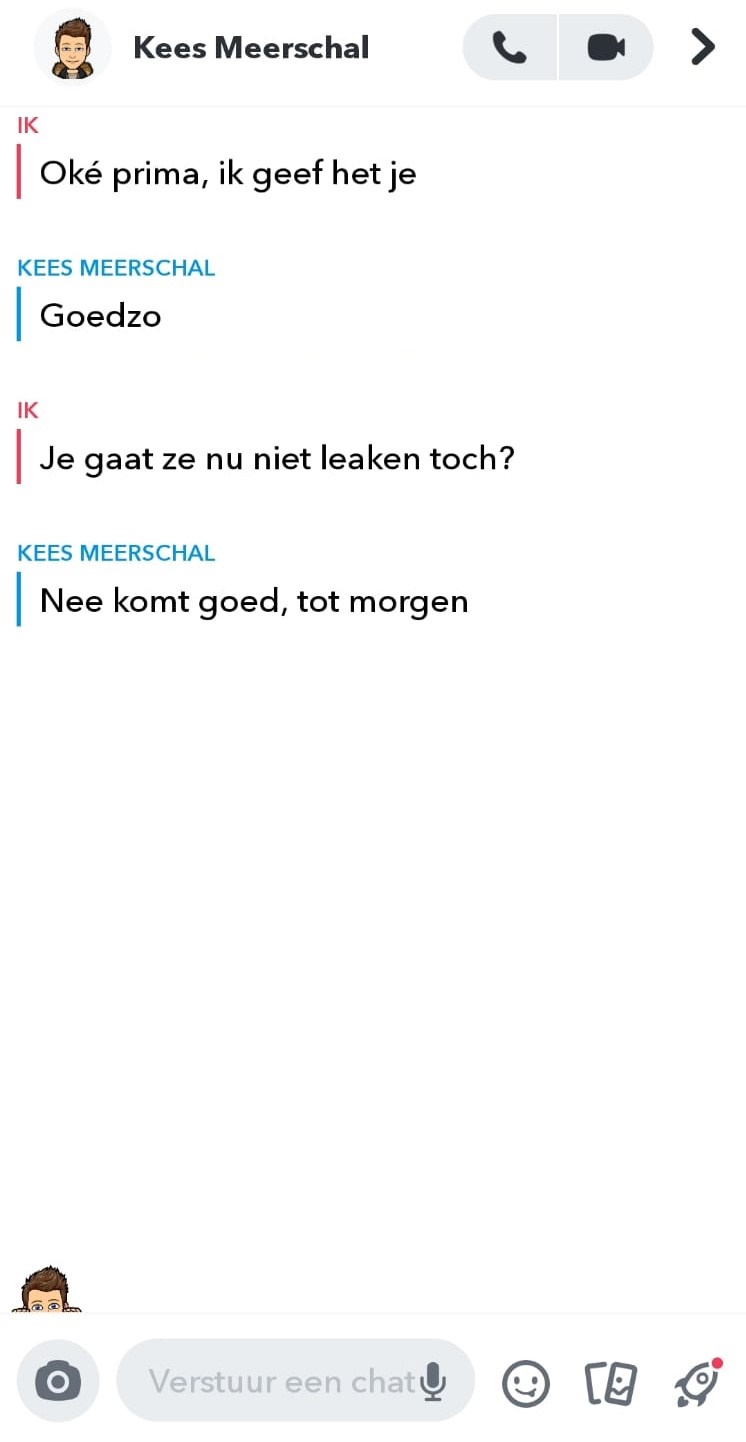 Kees Meerschal
IK
Oké prima, ik geef het je
KEES MEERSCHAL
Goedzo
IK
Je gaat ze nu niet leaken toch?
KEES MEERSCHAL
Nee komt goed, tot morgen
Verstuur een chat